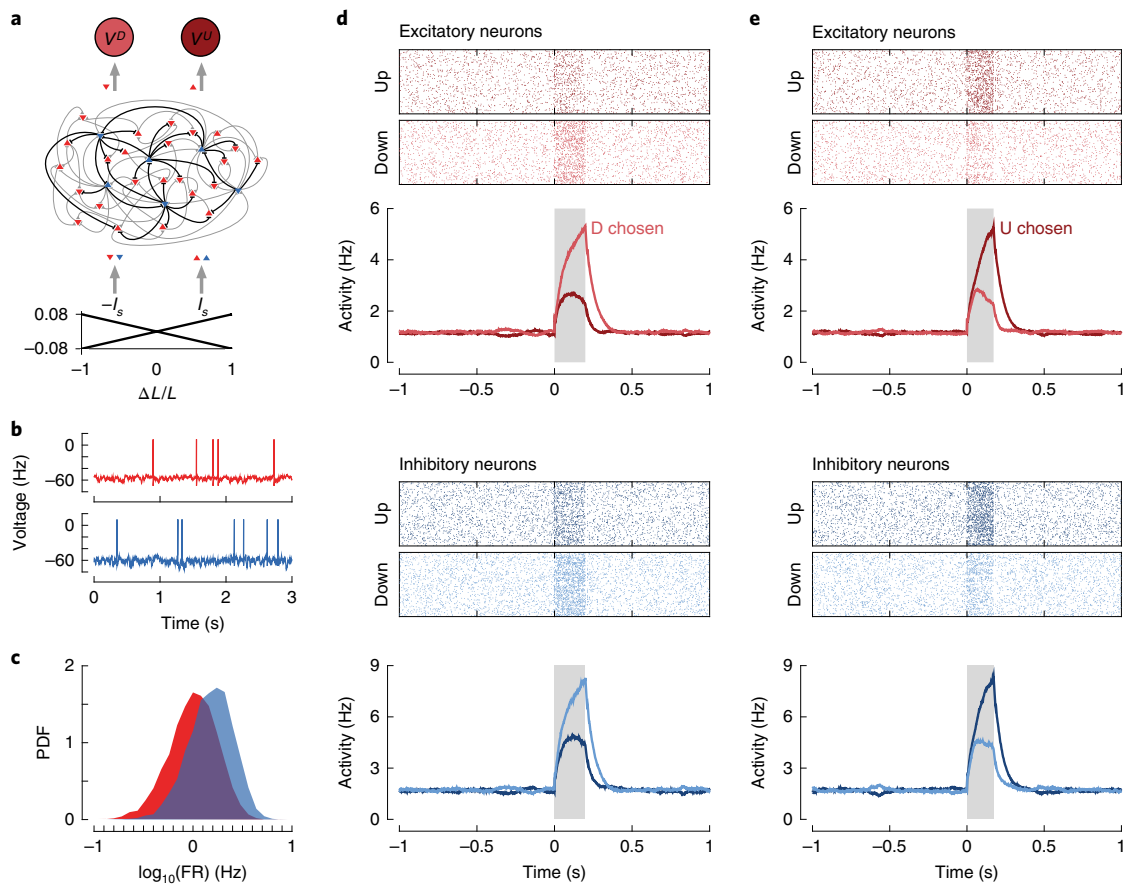 a
V^D V^U
−I_s I_s
0.08
−0.08
−1 0 1
ΔL/L
b
0
−60
0
−60
Voltage (Hz)
0 1 2 3
Time (s)
c
2
1
0
PDF
−1 0 1
log₁₀(FR) (Hz)
d
Excitatory neurons
Up
Down
6
4
2
0
Activity (Hz)
D chosen
−1 −0.5 0 0.5 1
Inhibitory neurons
Up
Down
9
6
3
0
Activity (Hz)
−1 −0.5 0 0.5 1
Time (s)
e
Excitatory neurons
Up
Down
6
4
2
0
Activity (Hz)
U chosen
−1 −0.5 0 0.5 1
Inhibitory neurons
Up
Down
9
6
3
0
Activity (Hz)
−1 −0.5 0 0.5 1
Time (s)